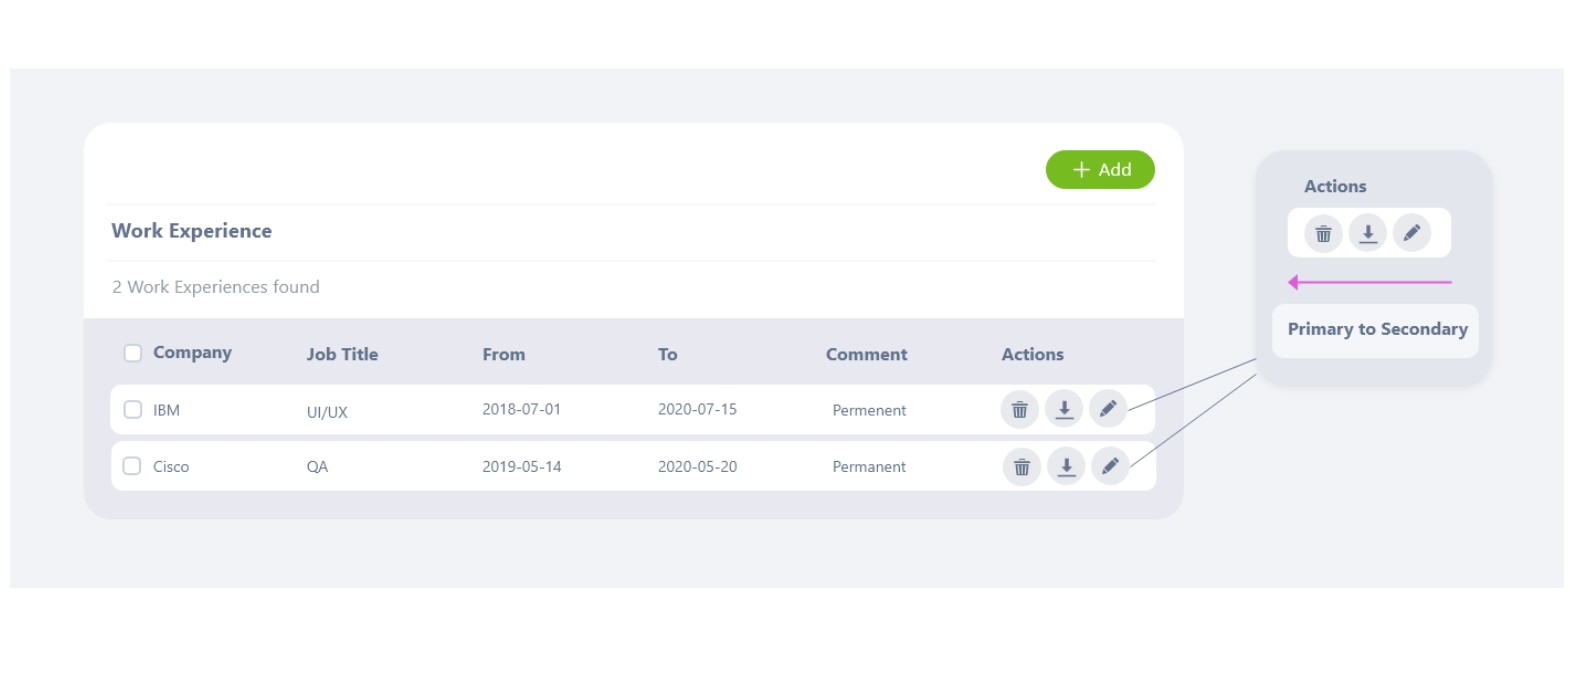 + Add
Work Experience
2 Work Experiences found
Company Job Title From To Comment Actions
IBM UI/UX 2018-07-01 2020-07-15 Permenent
Cisco QA 2019-05-14 2020-05-20 Permanent
Actions
Primary to Secondary